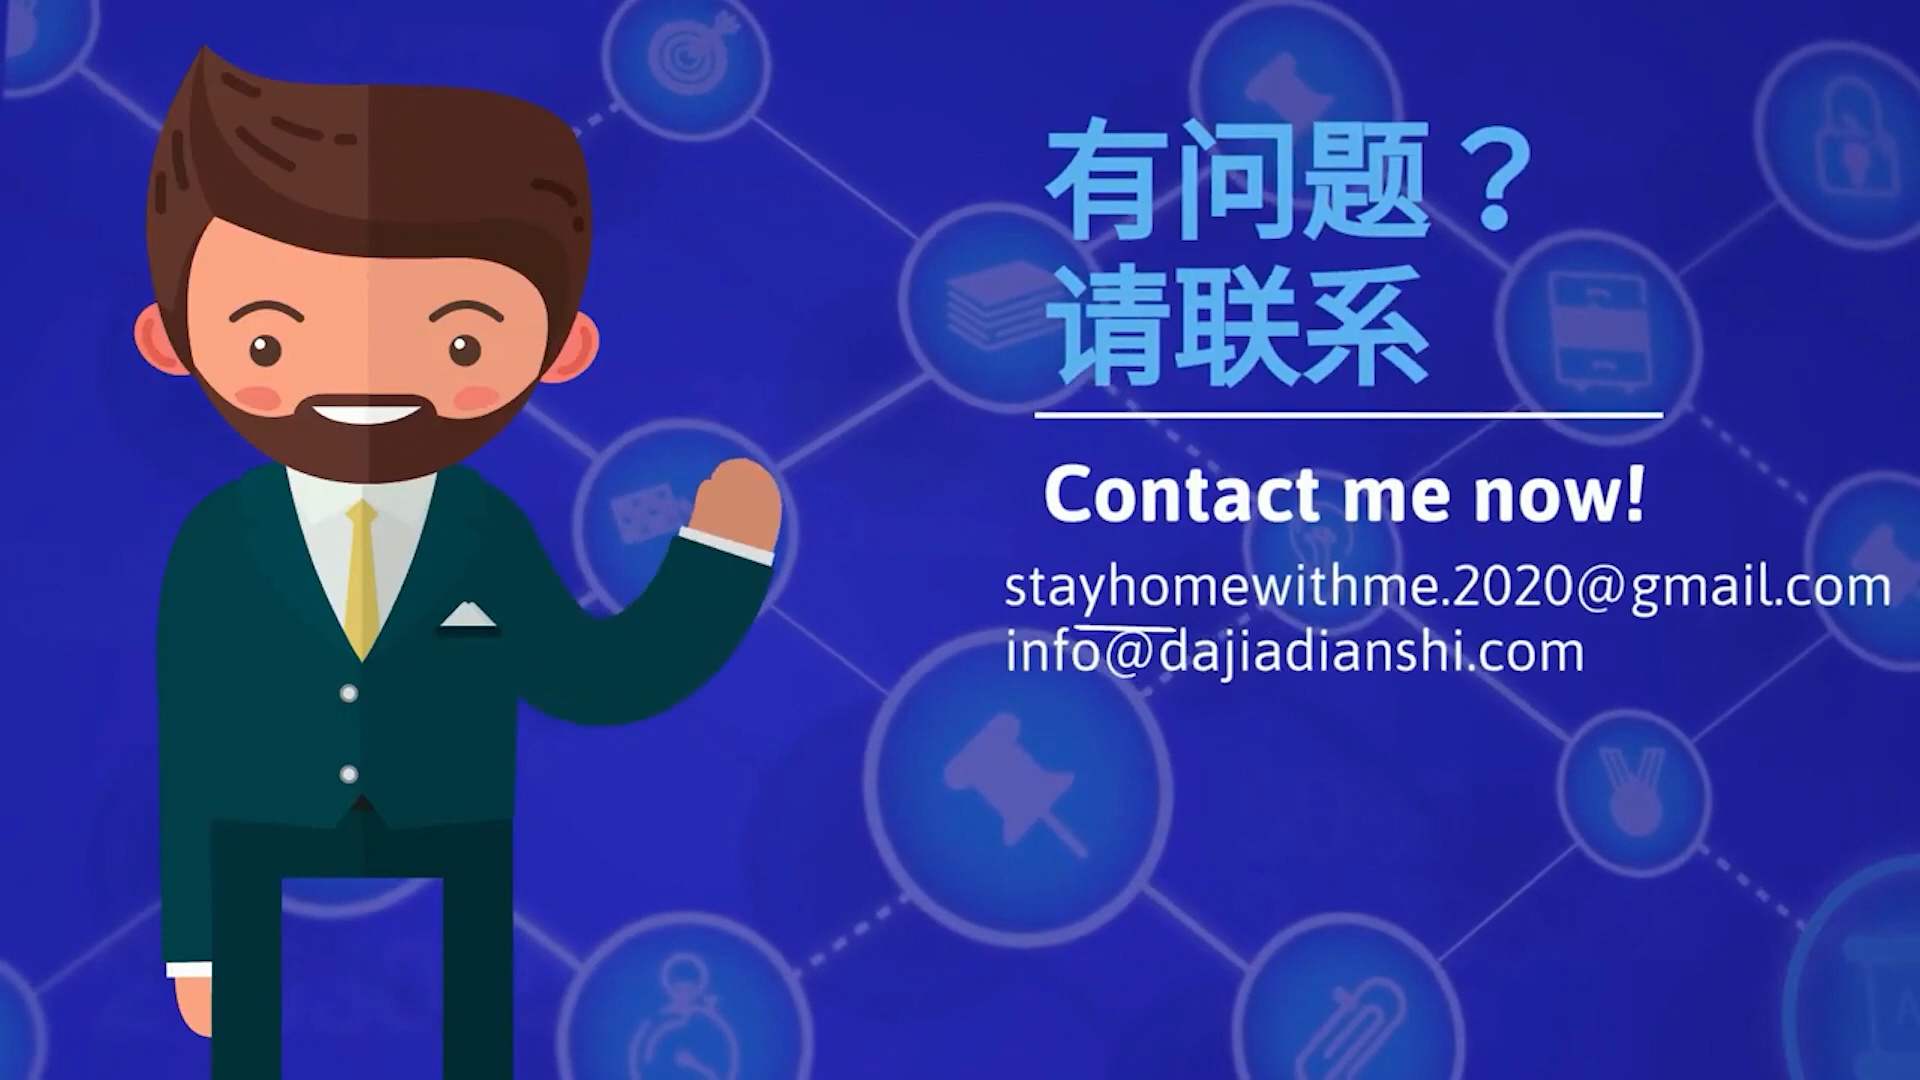 有问题？
请联系
Contact me now!
stayhomewithme.2020@gmail.com
info@dajiadianshi.com